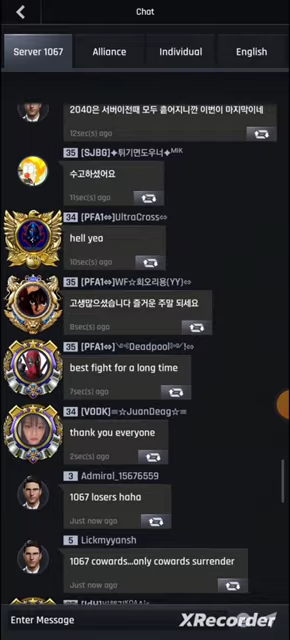 Chat
Server 1067
Alliance
Individual
English
2040은 서버이전때 모두 흩어지니깐 이번이 마지막이네
12sec(s) ago
35 [SJBG]✦튀기면도우너✦ᴹᴵᴷ
수고하셨어요
11sec(s) ago
34 [PFA1⇔]UltraCross⇔
hell yea
10sec(s) ago
35 [PFA1⇔]WF☆회오리용(YY)⇔
고생많으셨습니다 즐거운 주말 되세요
8sec(s) ago
35 [PFA1⇔]༺Deadpool༻⇔
best fight for a long time
7sec(s) ago
34 [VODK]=☆JuanDeag☆=
thank you everyone
2sec(s) ago
3 Admiral_15676559
1067 losers haha
Just now ago
5 Lickmyyansh
1067 cowards...only cowards surrender
Just now ago
Enter Message
XRecorder